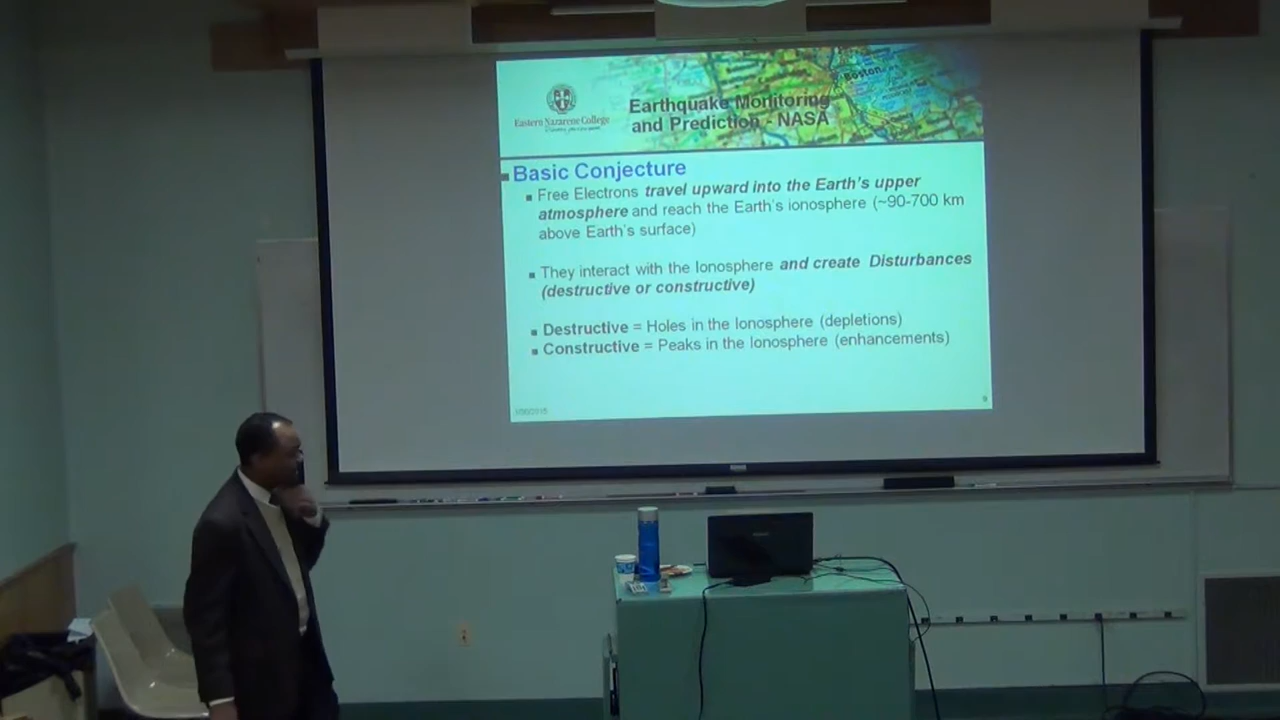 Boston
Eastern Nazarene College
Earthquake Monitoring
and Prediction - NASA
Basic Conjecture
Free Electrons travel upward into the Earth's upper
atmosphere and reach the Earth's ionosphere (~90-700 km
above Earth's surface)
They interact with the Ionosphere and create Disturbances
(destructive or constructive)
Destructive = Holes in the Ionosphere (depletions)
Constructive = Peaks in the Ionosphere (enhancements)
9